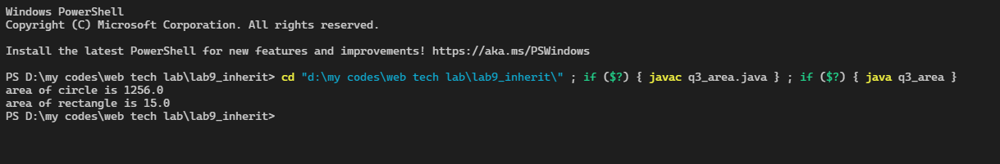 Windows PowerShell
Copyright (C) Microsoft Corporation. All rights reserved.
Install the latest PowerShell for new features and improvements! https://aka.ms/PSWindows
PS D:\my codes\web tech lab\lab9_inherit> cd "d:\my codes\web tech lab\lab9_inherit\" ; if ($?) { javac q3_area.java } ; if ($?) { java q3_area }
area of circle is 1256.0
area of rectangle is 15.0
PS D:\my codes\web tech lab\lab9_inherit>